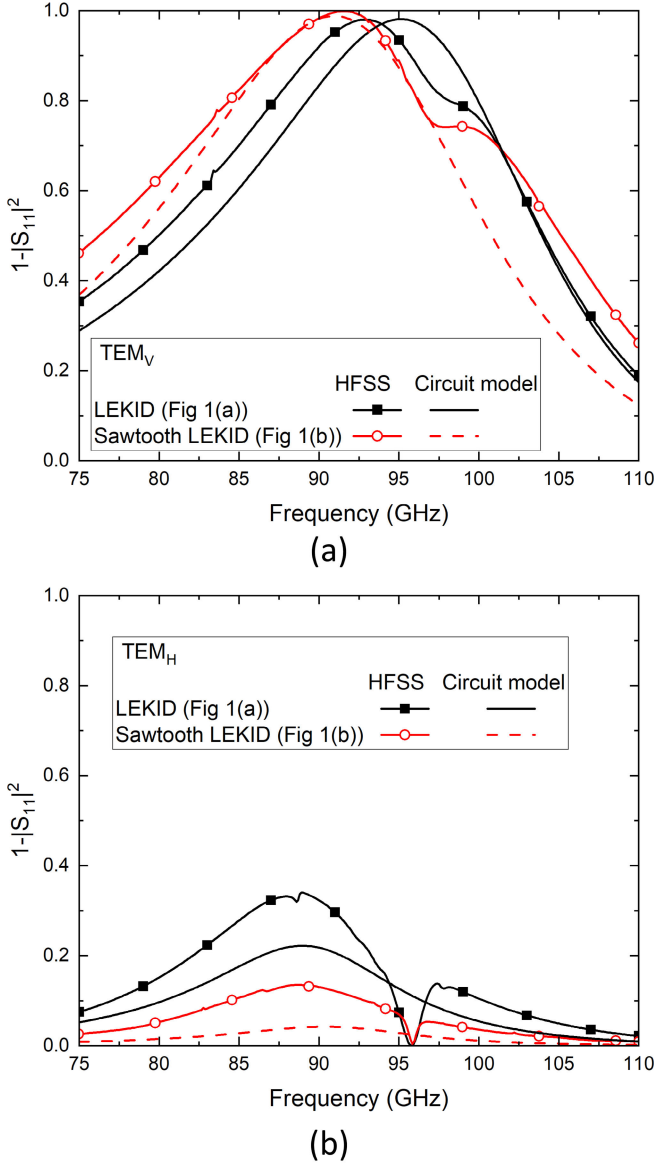 1.0
0.8
0.6
0.4
0.2
0.0
1-|S₁₁|²
TEM_V
HFSS Circuit model
LEKID (Fig 1(a))
Sawtooth LEKID (Fig 1(b))
75 80 85 90 95 100 105 110
Frequency (GHz)
(a)
1.0
0.8
0.6
0.4
0.2
0.0
1-|S₁₁|²
TEM_H
HFSS Circuit model
LEKID (Fig 1(a))
Sawtooth LEKID (Fig 1(b))
75 80 85 90 95 100 105 110
Frequency (GHz)
(b)